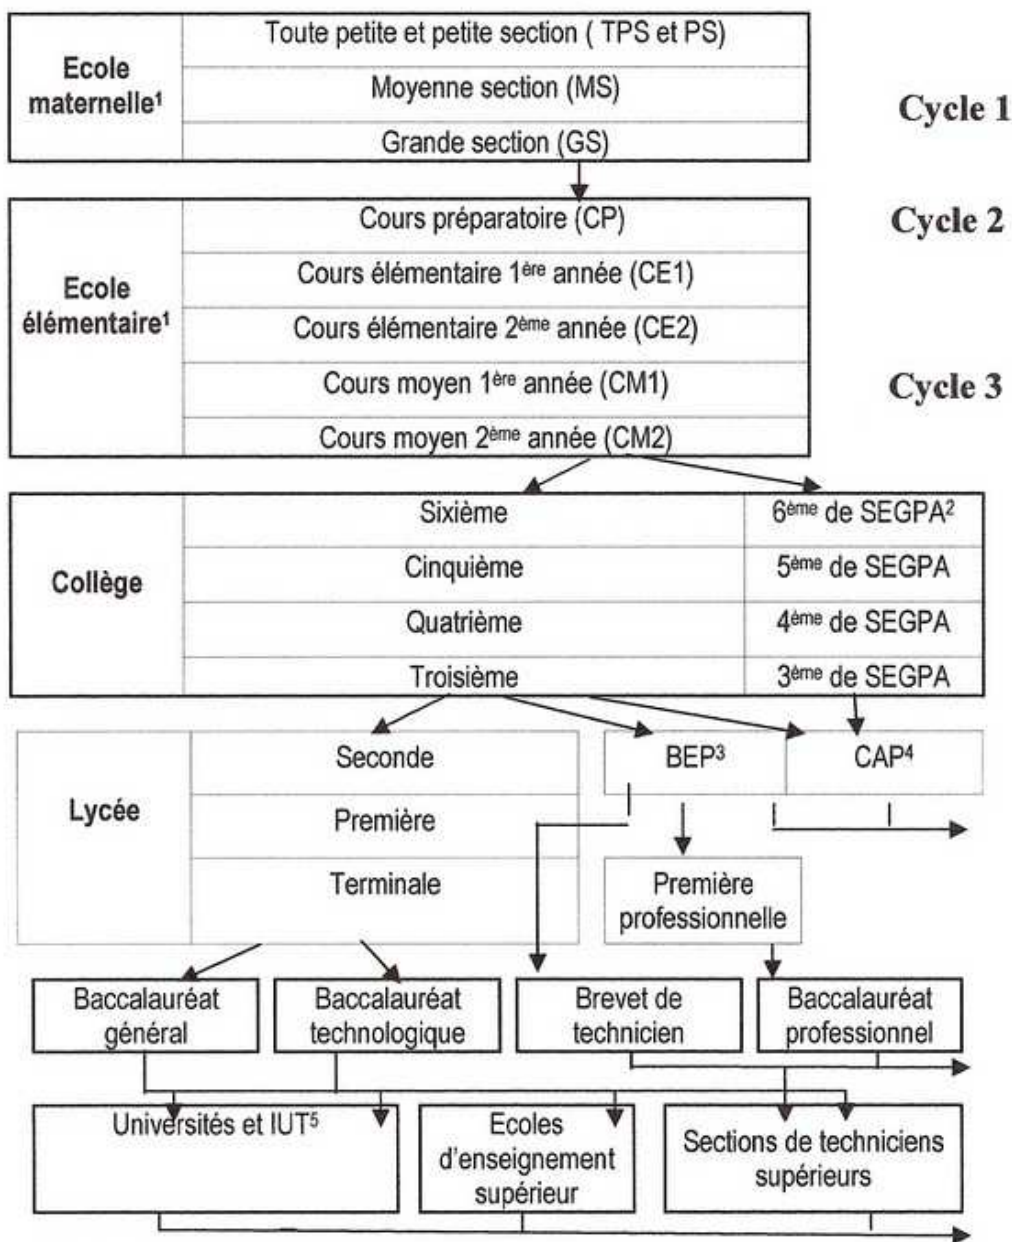 Toute petite et petite section ( TPS et PS)
Ecole
maternelle¹
Moyenne section (MS)
Cycle 1
Grande section (GS)
Cours préparatoire (CP)
Cycle 2
Cours élémentaire 1ère année (CE1)
Ecole
élémentaire¹
Cours élémentaire 2ème année (CE2)
Cours moyen 1ère année (CM1)
Cycle 3
Cours moyen 2ème année (CM2)
Sixième
6ème de SEGPA²
Collège
Cinquième
5ème de SEGPA
Quatrième
4ème de SEGPA
Troisième
3ème de SEGPA
Seconde
BEP³
CAP⁴
Lycée
Première
Terminale
Première
professionnelle
Baccalauréat
général
Baccalauréat
technologique
Brevet de
technicien
Baccalauréat
professionnel
Universités et IUT⁵
Ecoles
d'enseignement
supérieur
Sections de techniciens
supérieurs